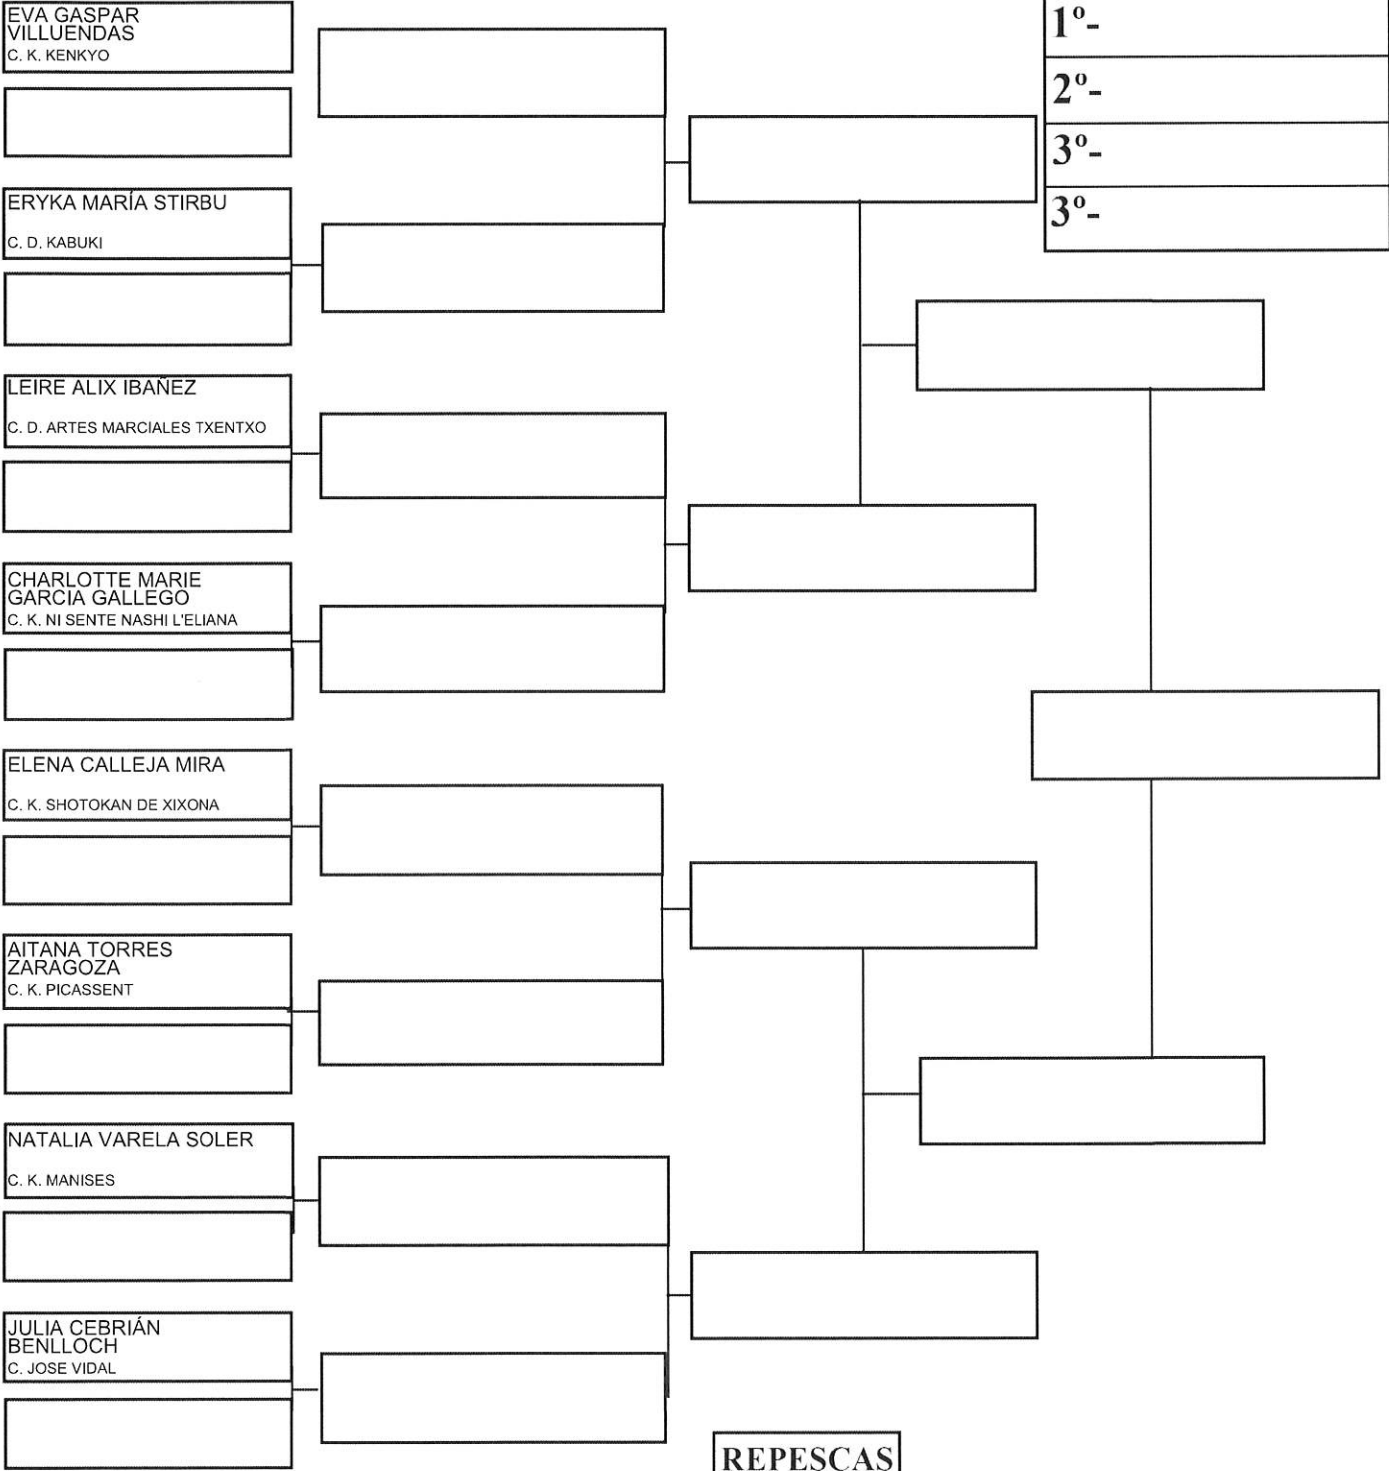 EVA GASPAR
VILLUENDAS
C. K. KENKYO
ERYKA MARÍA STIRBU
C. D. KABUKI
LEIRE ALIX IBAÑEZ
C. D. ARTES MARCIALES TXENTXO
CHARLOTTE MARIE
GARCIA GALLEGO
C. K. NI SENTE NASHI L'ELIANA
ELENA CALLEJA MIRA
C. K. SHOTOKAN DE XIXONA
AITANA TORRES
ZARAGOZA
C. K. PICASSENT
NATALIA VARELA SOLER
C. K. MANISES
JULIA CEBRIÁN
BENLLOCH
C. JOSE VIDAL
1º-
2º-
3º-
3º-
REPESCAS